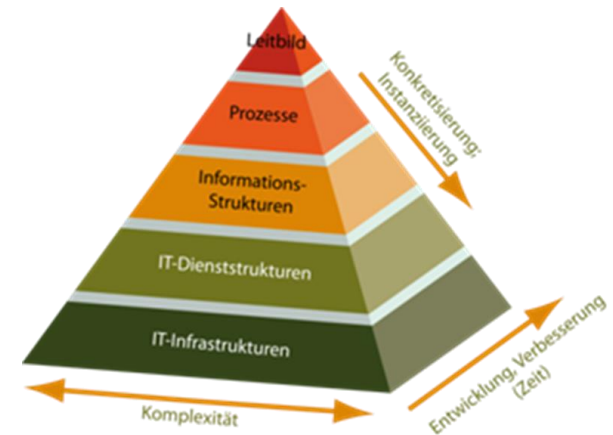 Leitbild
Prozesse
Informations-
Strukturen
IT-Dienststrukturen
IT-Infrastrukturen
Konkretisierung;
Instanziierung
Komplexität
Entwicklung, Verbesserung
(Zeit)